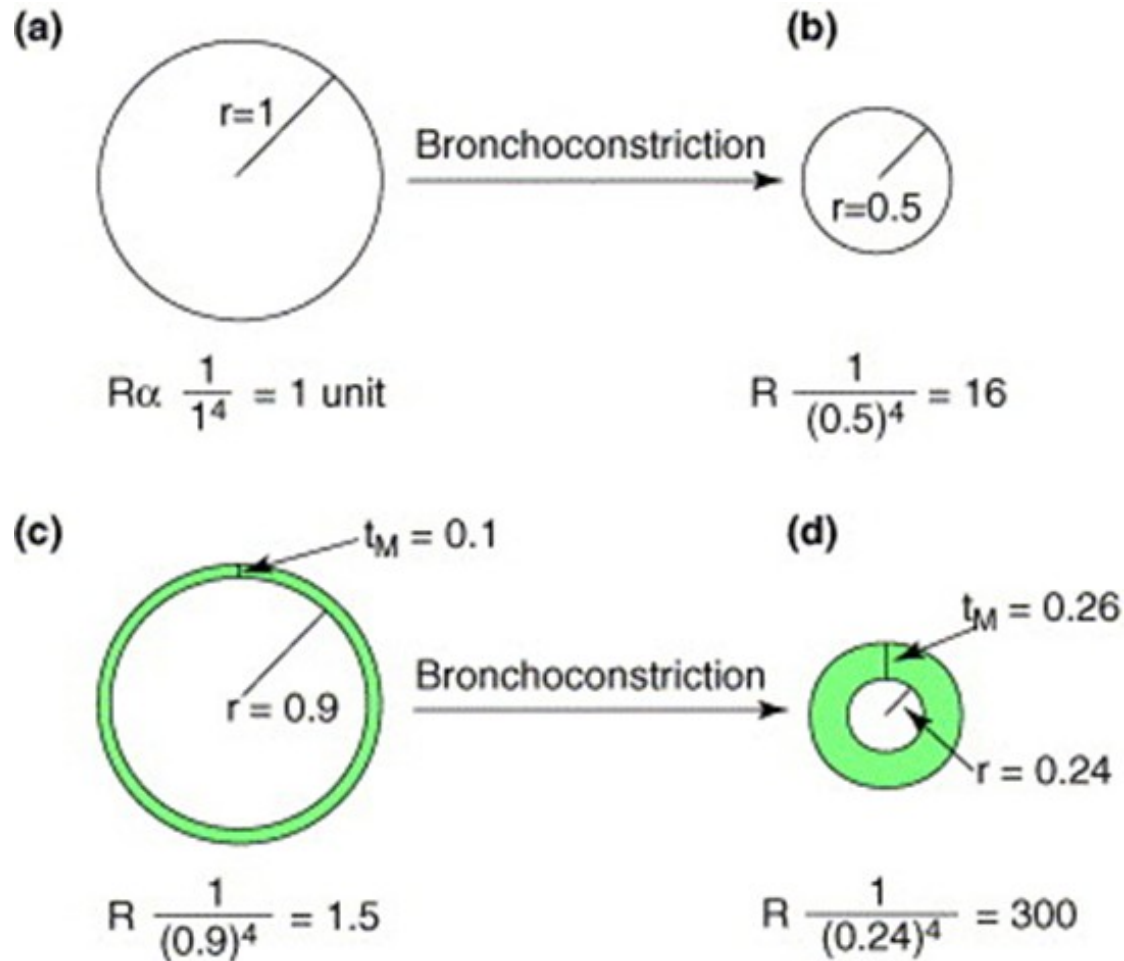 (a)
r=1
Rα 1/1⁴ = 1 unit
Bronchoconstriction
(b)
r=0.5
R 1/(0.5)⁴ = 16
(c)
t_M = 0.1
r = 0.9
R 1/(0.9)⁴ = 1.5
Bronchoconstriction
(d)
t_M = 0.26
r = 0.24
R 1/(0.24)⁴ = 300